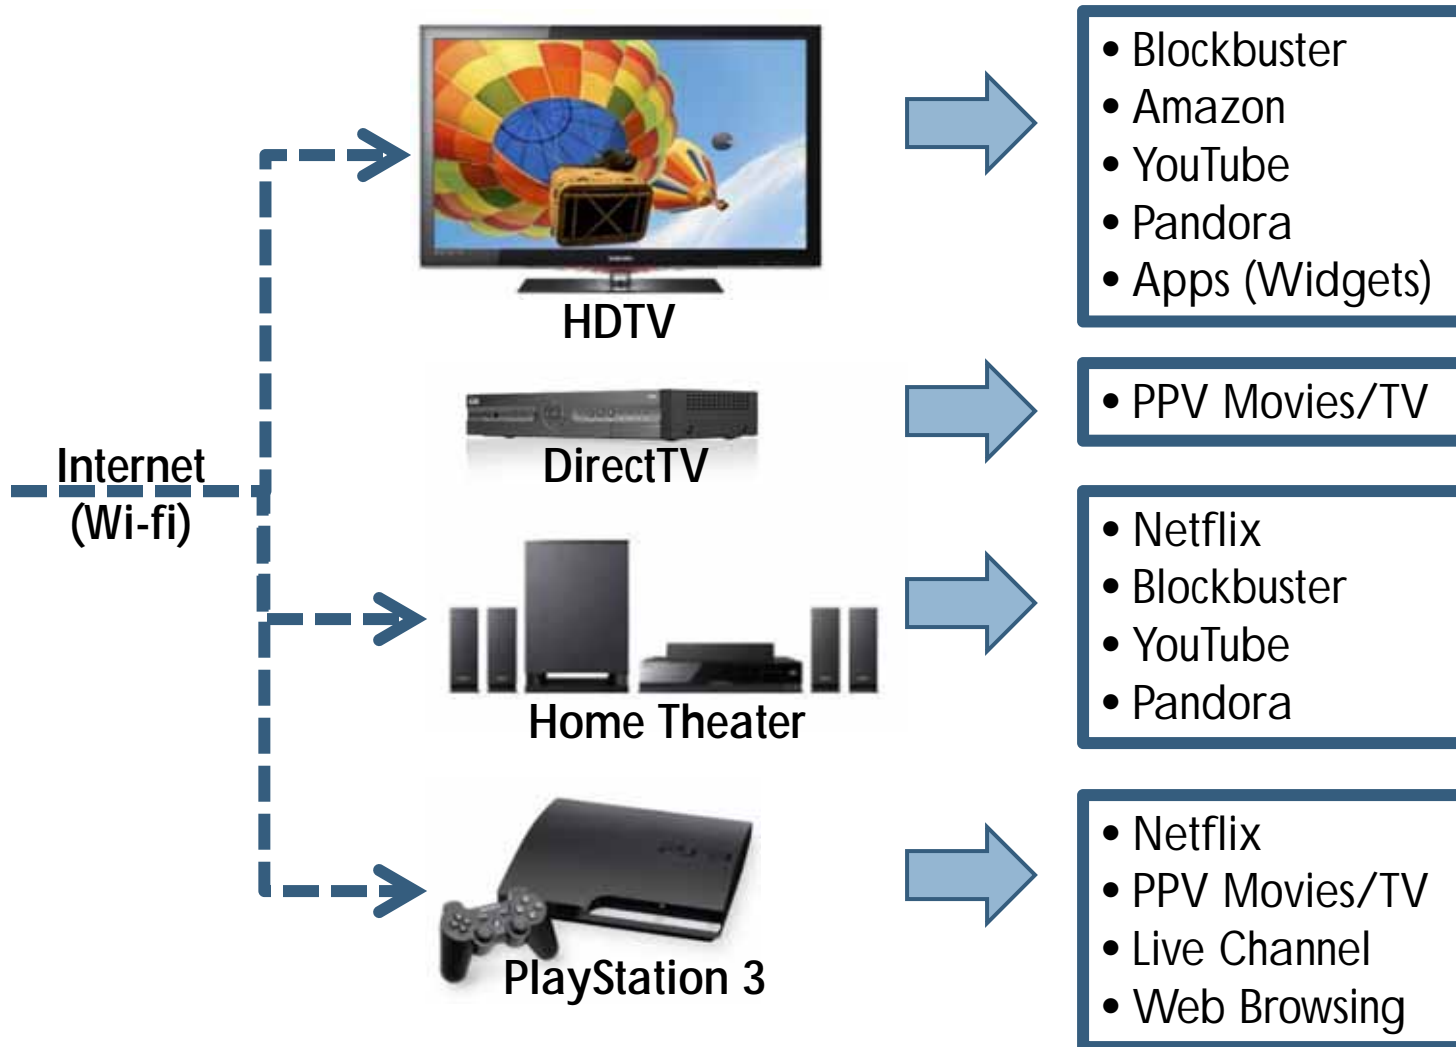 Internet
(Wi-fi)
HDTV
• Blockbuster
• Amazon
• YouTube
• Pandora
• Apps (Widgets)
DirectTV
• PPV Movies/TV
Home Theater
• Netflix
• Blockbuster
• YouTube
• Pandora
PlayStation 3
• Netflix
• PPV Movies/TV
• Live Channel
• Web Browsing